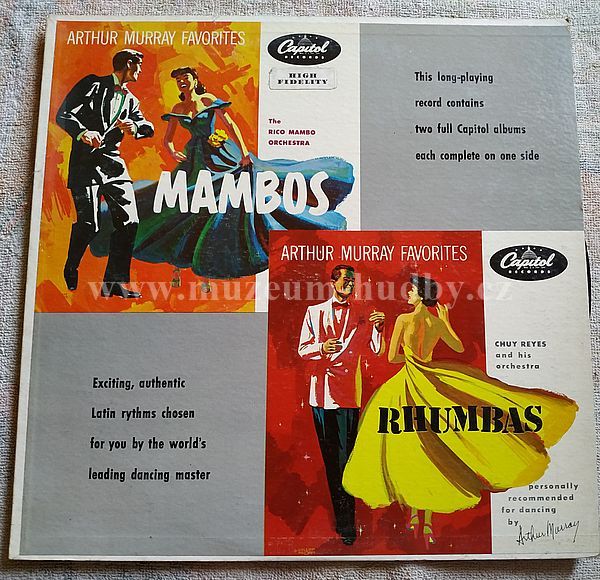 ARTHUR MURRAY FAVORITES
Capitol
RECORDS
HIGH
FIDELITY
The
RICO MAMBO
ORCHESTRA
MAMBOS
This long-playing
record contains
two full Capitol albums
each complete on one side
www.muzeum-hudby.cz
ARTHUR MURRAY FAVORITES
Capitol
RECORDS
CHUY REYES
and his
orchestra
RHUMBAS
Exciting, authentic
Latin rythms chosen
for you by the world's
leading dancing master
personally
recommended
for dancing
by
Arthur Murray